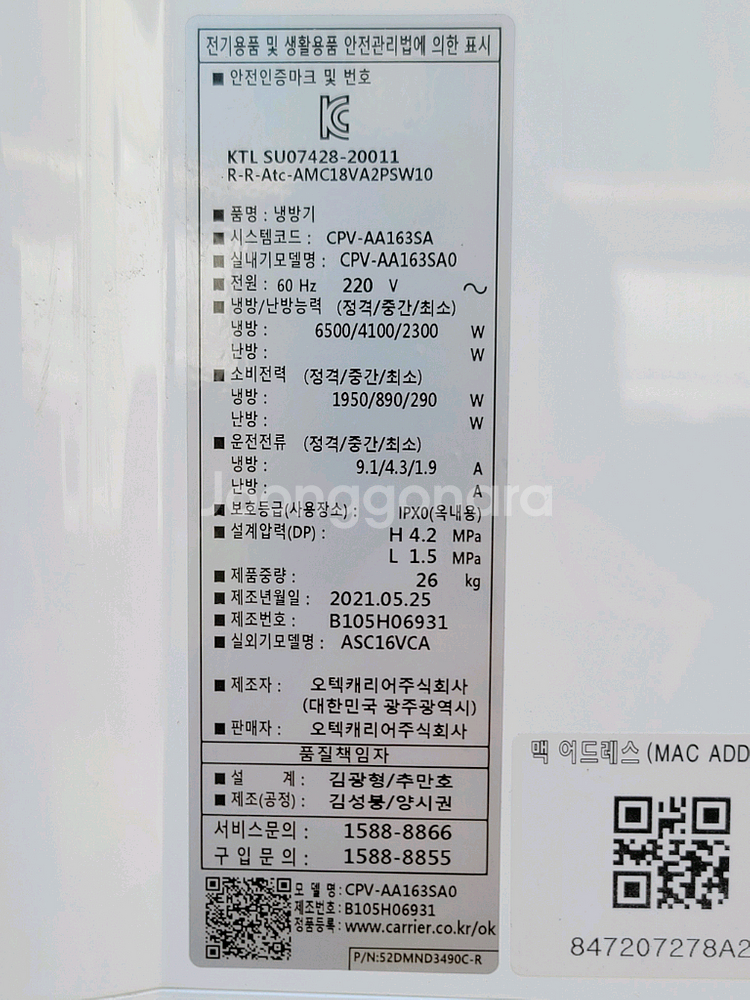 전기용품 및 생활용품 안전관리법에 의한 표시
■ 안전인증마크 및 번호
KTL SU07428-20011
R-R-Atc-AMC18VA2PSW10
■ 품명 : 냉방기
■ 시스템코드 : CPV-AA163SA
■ 실내기모델명 : CPV-AA163SA0
■ 전원 : 60 Hz 220 V ～
■ 냉방/난방능력 (정격/중간/최소)
냉방 : 6500/4100/2300 W
난방 : W
■ 소비전력 (정격/중간/최소)
냉방 : 1950/890/290 W
난방 : W
■ 운전전류 (정격/중간/최소)
냉방 : 9.1/4.3/1.9 A
난방 : A
Joonggonara
■ 보호등급(사용장소) : IPX0(옥내용)
■ 설계압력(DP) : H 4.2 MPa
L 1.5 MPa
■ 제품중량 : 26 kg
■ 제조년월일 : 2021.05.25
■ 제조번호 : B105H06931
■ 실외기모델명 : ASC16VCA
■ 제조자 : 오텍캐리어주식회사
(대한민국 광주광역시)
■ 판매자 : 오텍캐리어주식회사
품질책임자
■ 설 계 : 김광형/추만호
■ 제조(공정) : 김성봉/양시권
서비스문의 : 1588-8866
구입문의 : 1588-8855
모 델 명 : CPV-AA163SA0
제조번호 : B105H06931
정품등록 : www.carrier.co.kr/ok
P/N:52DMND3490C-R
맥 어드레스 (MAC ADD
847207278A2